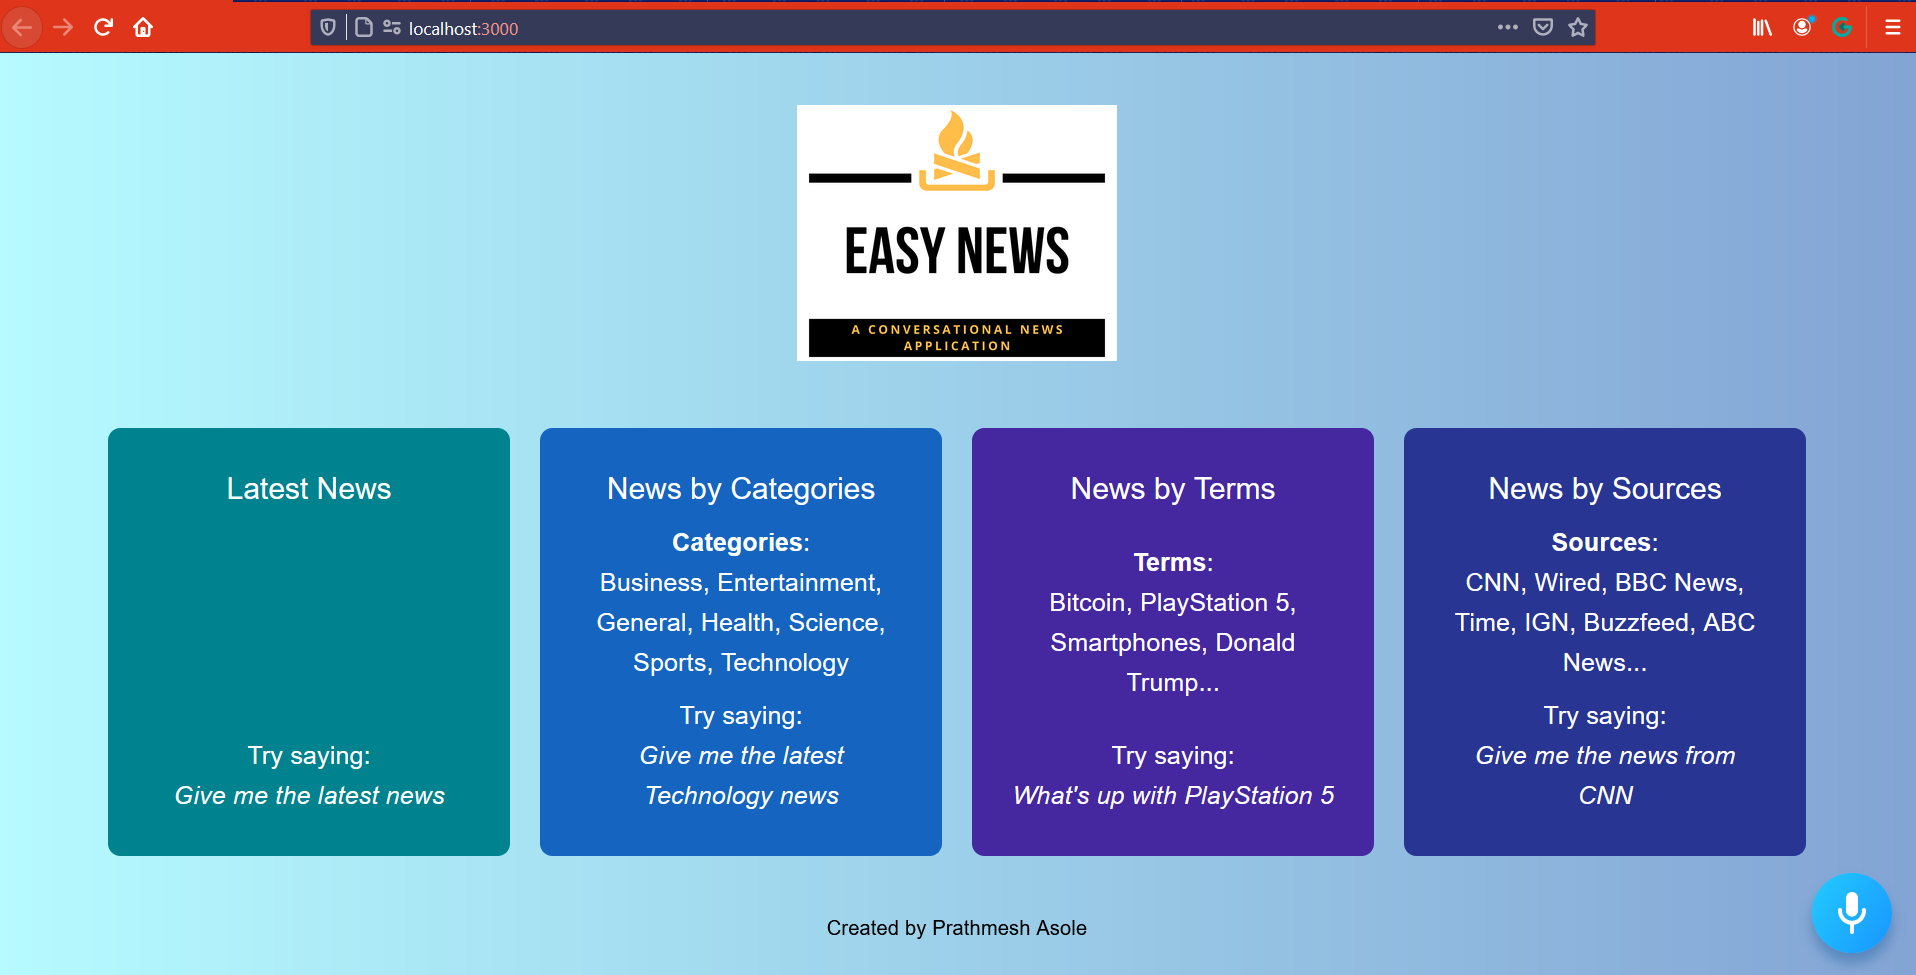 localhost:3000
EASY NEWS
A CONVERSATIONAL NEWS
APPLICATION
Latest News
Try saying:
Give me the latest news
News by Categories
Categories:
Business, Entertainment,
General, Health, Science,
Sports, Technology
Try saying:
Give me the latest
Technology news
News by Terms
Terms:
Bitcoin, PlayStation 5,
Smartphones, Donald
Trump...
Try saying:
What's up with PlayStation 5
News by Sources
Sources:
CNN, Wired, BBC News,
Time, IGN, Buzzfeed, ABC
News...
Try saying:
Give me the news from
CNN
Created by Prathmesh Asole